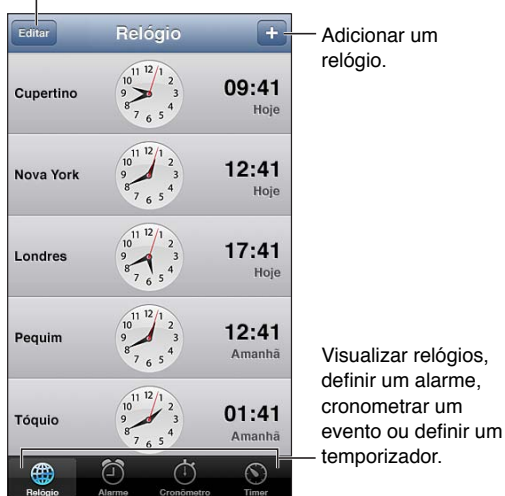 Editar
Relógio
+
Adicionar um
relógio.
Cupertino
09:41
Hoje
Nova York
12:41
Hoje
Londres
17:41
Hoje
Pequim
12:41
Amanhã
Tóquio
01:41
Amanhã
Visualizar relógios,
definir um alarme,
cronometrar um
evento ou definir um
temporizador.
Relógio
Alarme
Cronômetro
Timer